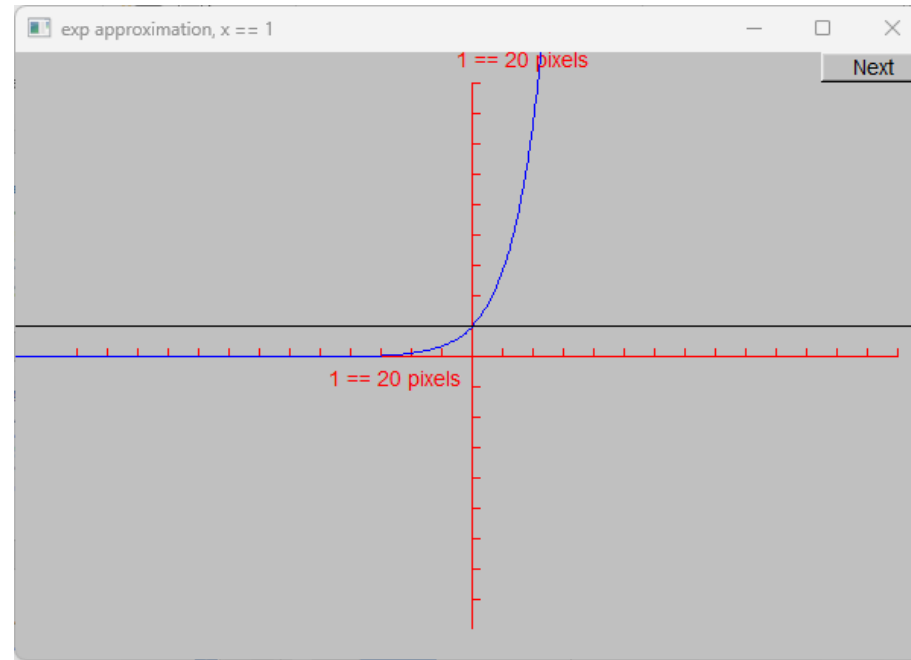 exp approximation, x == 1
1 == 20 pixels
Next
1 == 20 pixels